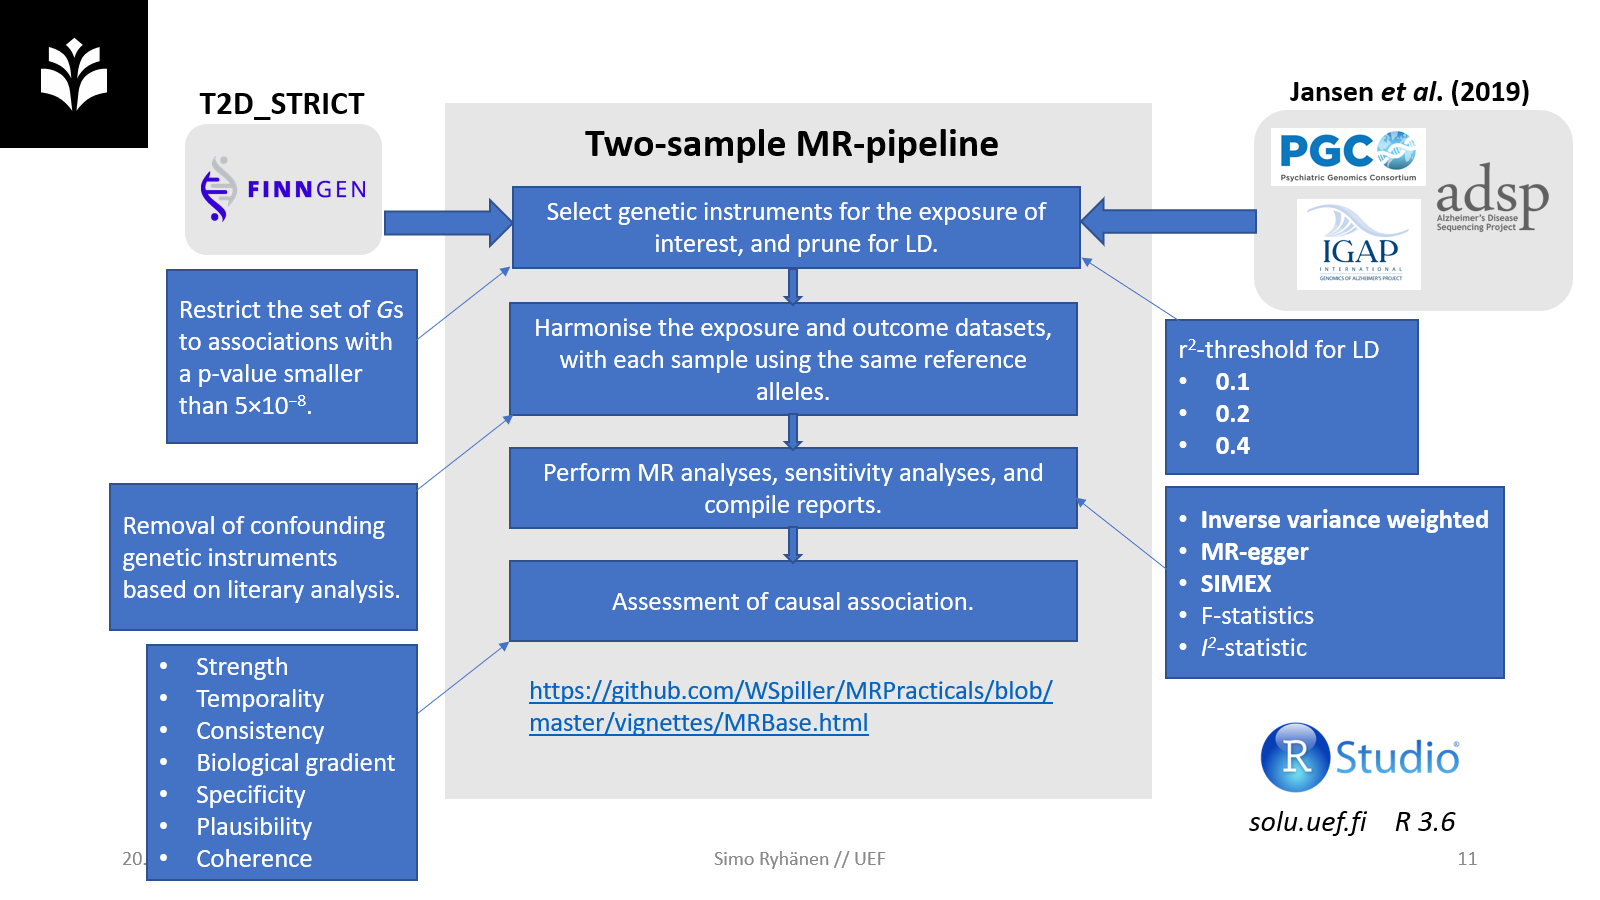 T2D_STRICT
FINNGEN
Jansen et al. (2019)
PGC
Psychiatric Genomics Consortium
adsp
Alzheimer's Disease
Sequencing Project
IGAP
INTERNATIONAL
GENOMICS OF ALZHEIMER'S PROJECT
Two-sample MR-pipeline
Select genetic instruments for the exposure of
interest, and prune for LD.
Harmonise the exposure and outcome datasets,
with each sample using the same reference
alleles.
Perform MR analyses, sensitivity analyses, and
compile reports.
Assessment of causal association.
https://github.com/WSpiller/MRPracticals/blob/
master/vignettes/MRBase.html
Restrict the set of Gs
to associations with
a p-value smaller
than 5×10⁻⁸.
Removal of confounding
genetic instruments
based on literary analysis.
• Strength
• Temporality
• Consistency
• Biological gradient
• Specificity
• Plausibility
• Coherence
r²-threshold for LD
• 0.1
• 0.2
• 0.4
• Inverse variance weighted
• MR-egger
• SIMEX
• F-statistics
• I²-statistic
R Studio®
solu.uef.fi R 3.6
20.
Simo Ryhänen // UEF
11